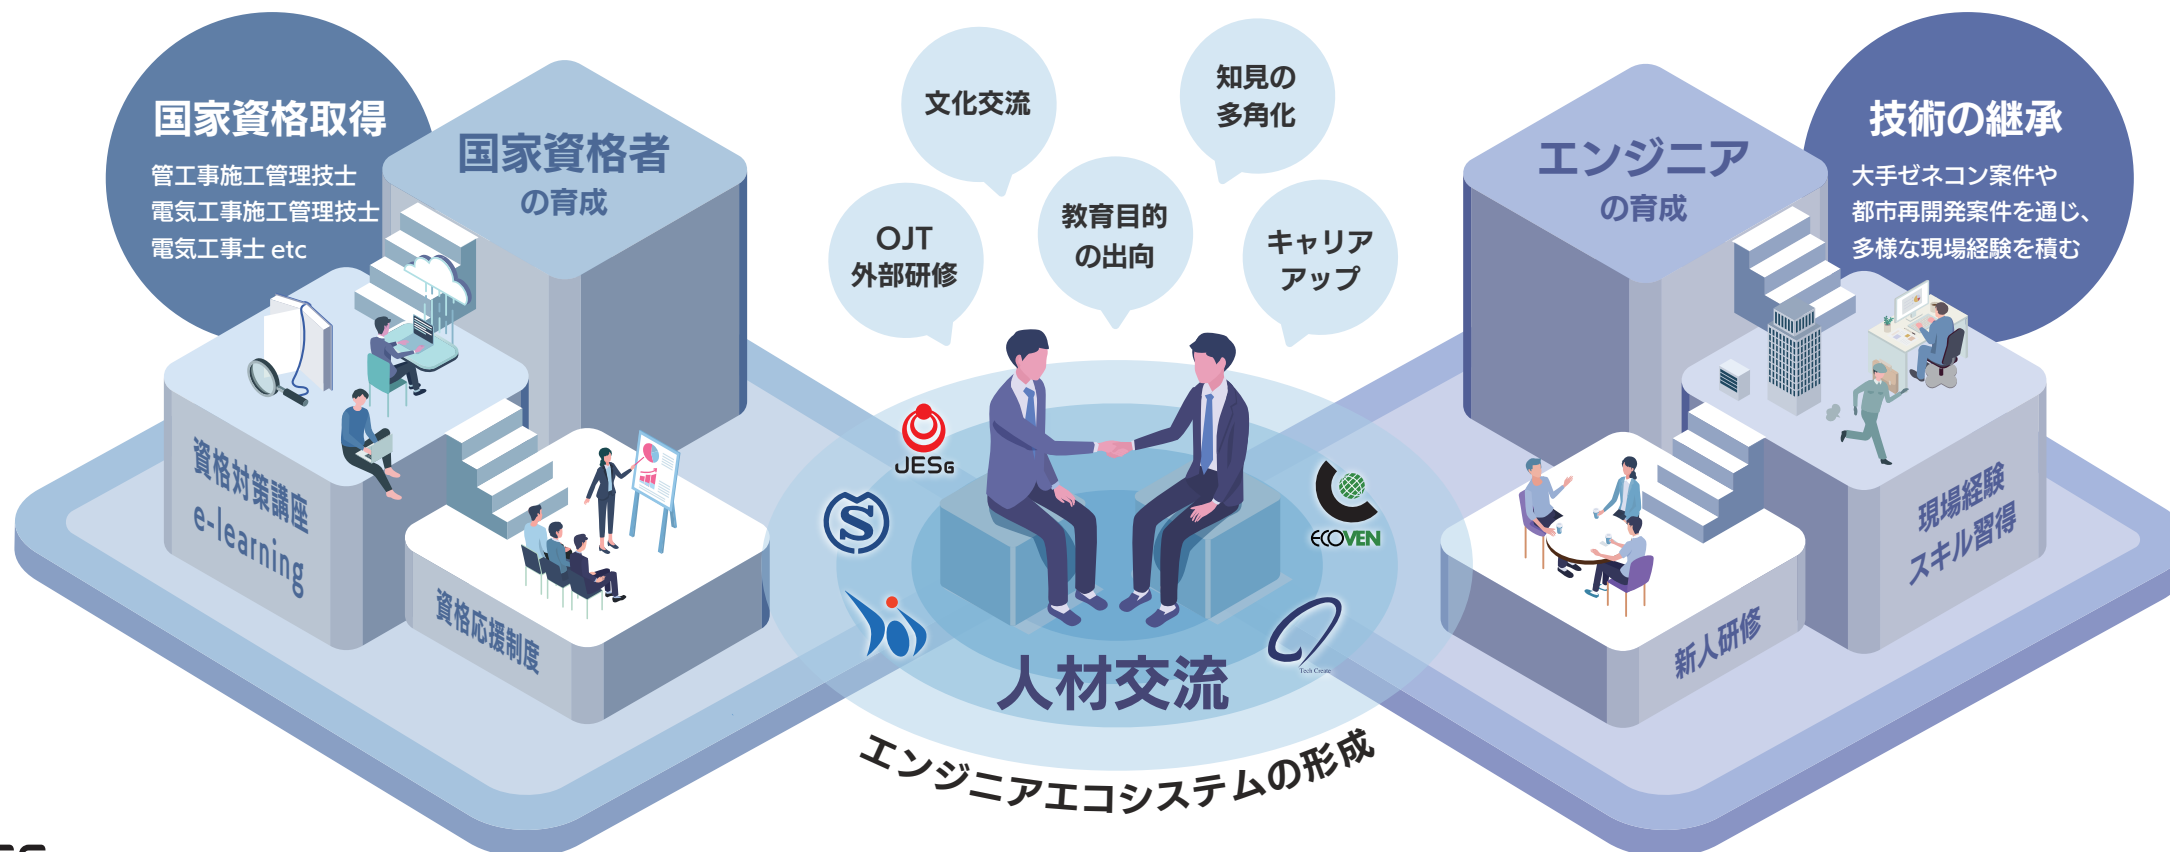 国家資格取得
管工事施工管理技士
電気工事施工管理技士
電気工事士 etc
国家資格者
の育成
資格対策講座
e-learning
資格応援制度
文化交流
知見の
多角化
OJT
外部研修
教育目的
の出向
キャリア
アップ
JESG
S
ECOVEN
Tech Create
人材交流
エンジニアエコシステムの形成
エンジニア
の育成
技術の継承
大手ゼネコン案件や
都市再開発案件を通じ、
多様な現場経験を積む
現場経験
スキル習得
新人研修